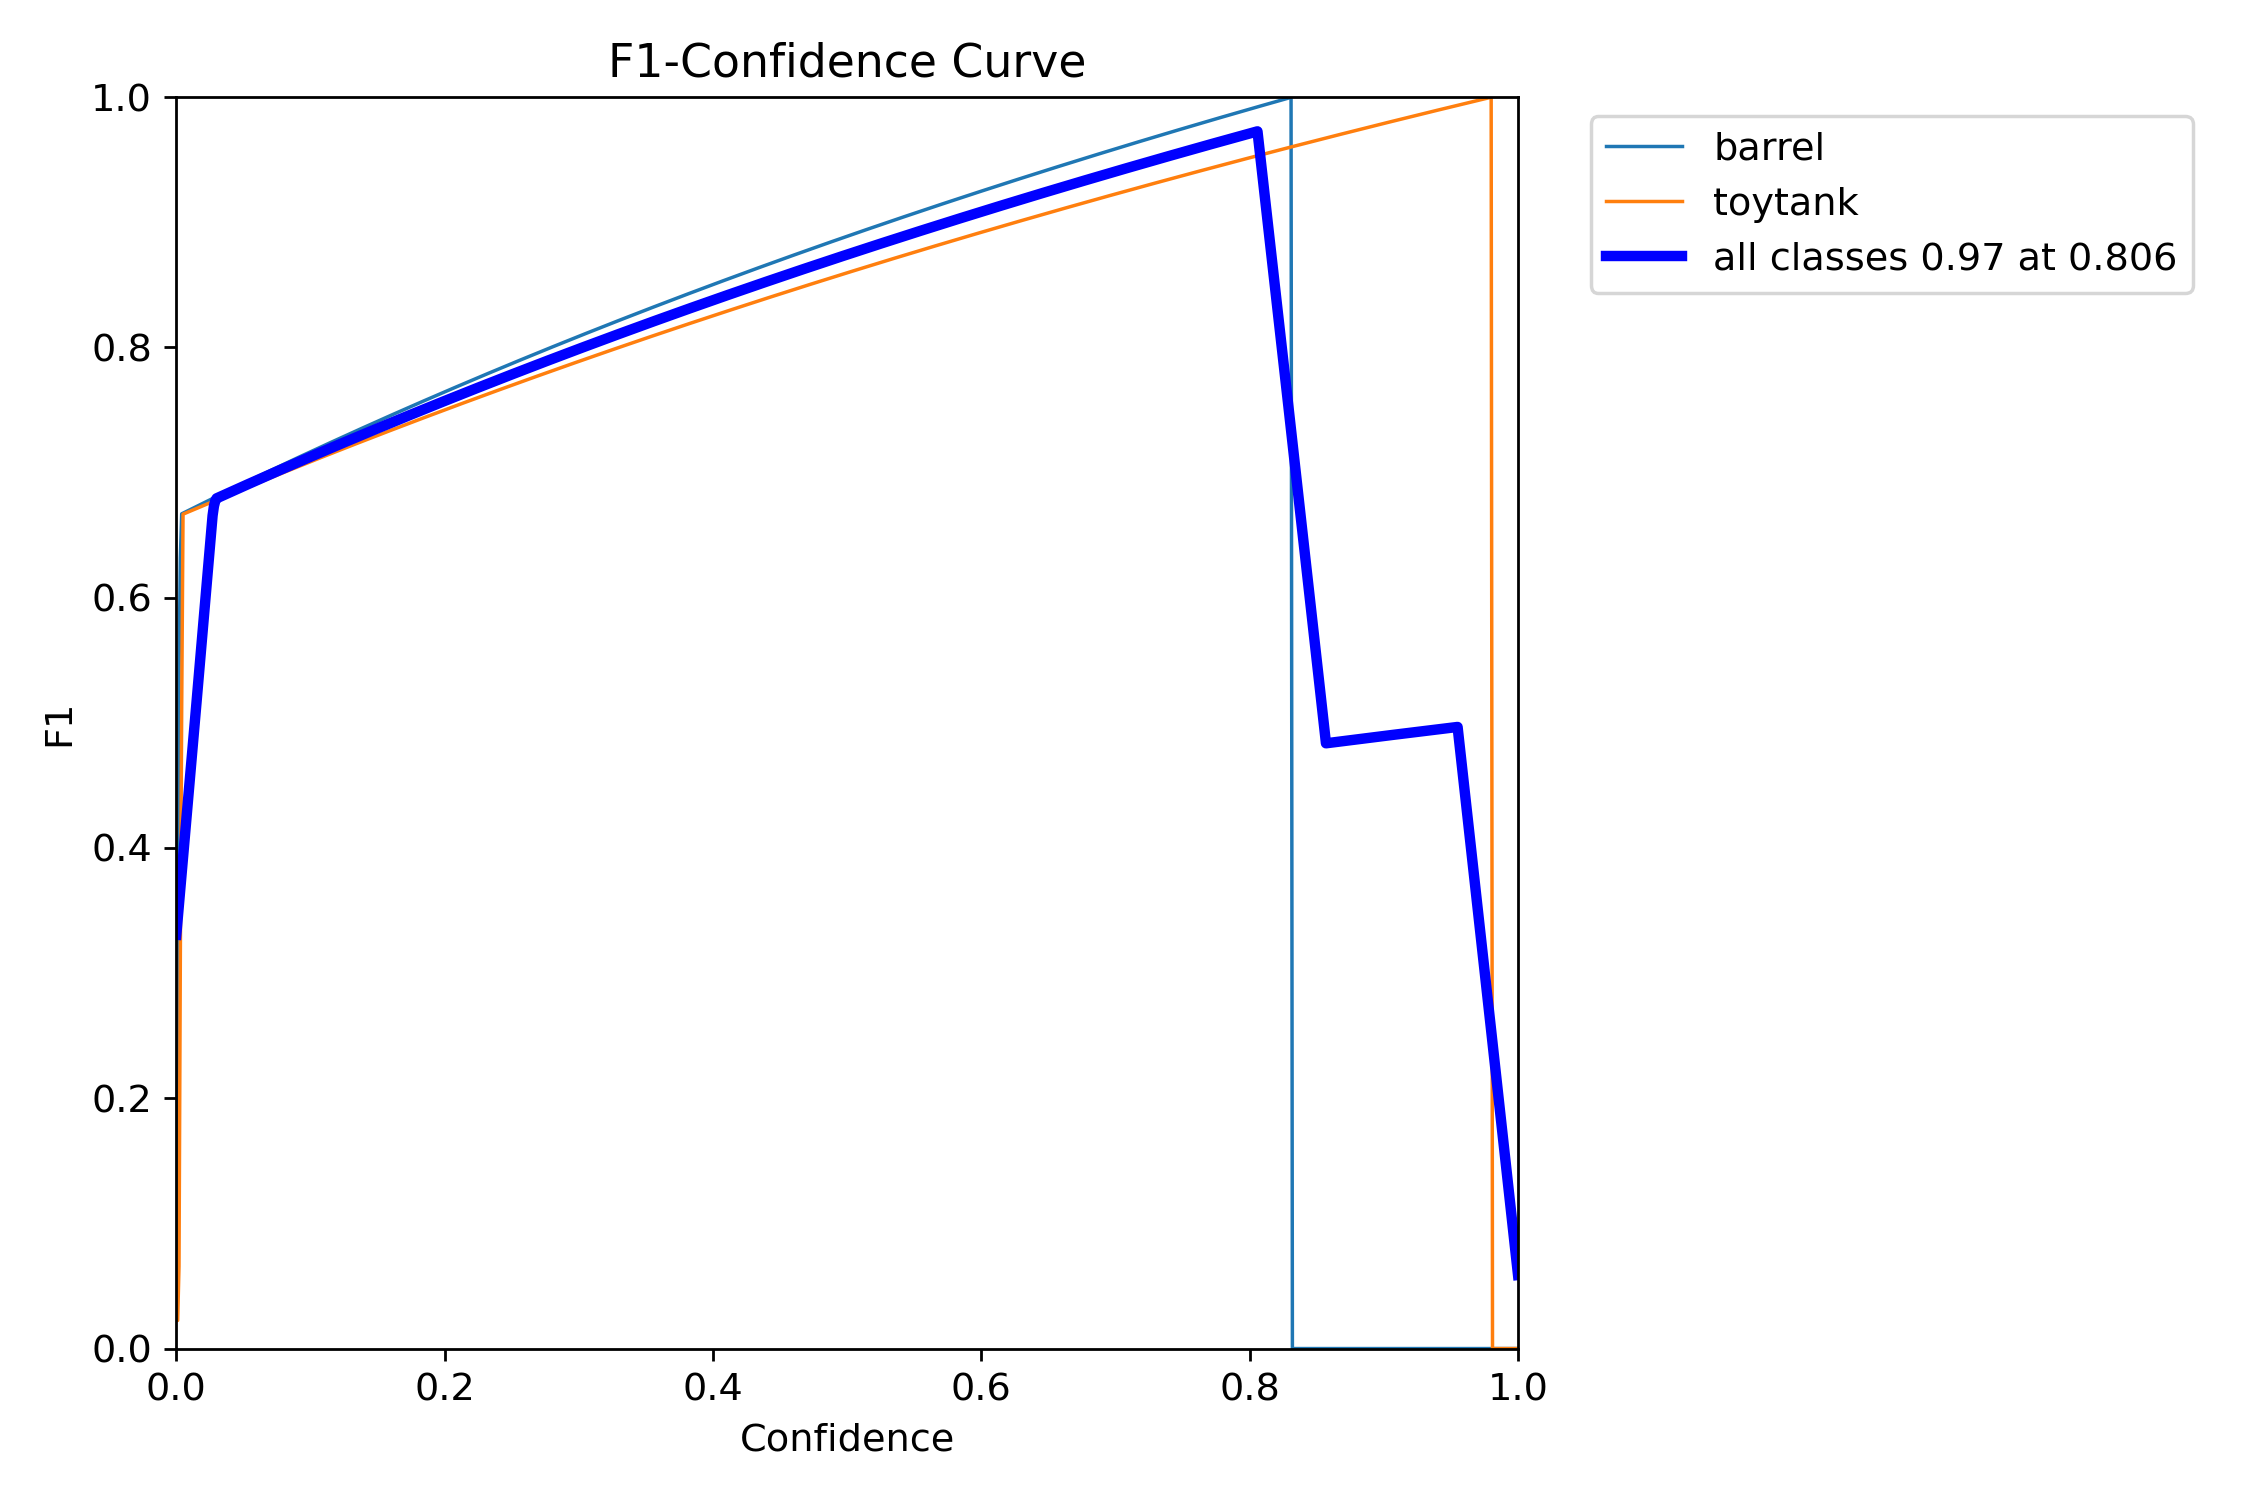 F1-Confidence Curve
1.0
0.8
0.6
0.4
0.2
0.0
F1
0.0 0.2 0.4 0.6 0.8 1.0
Confidence
barrel
toytank
all classes 0.97 at 0.806